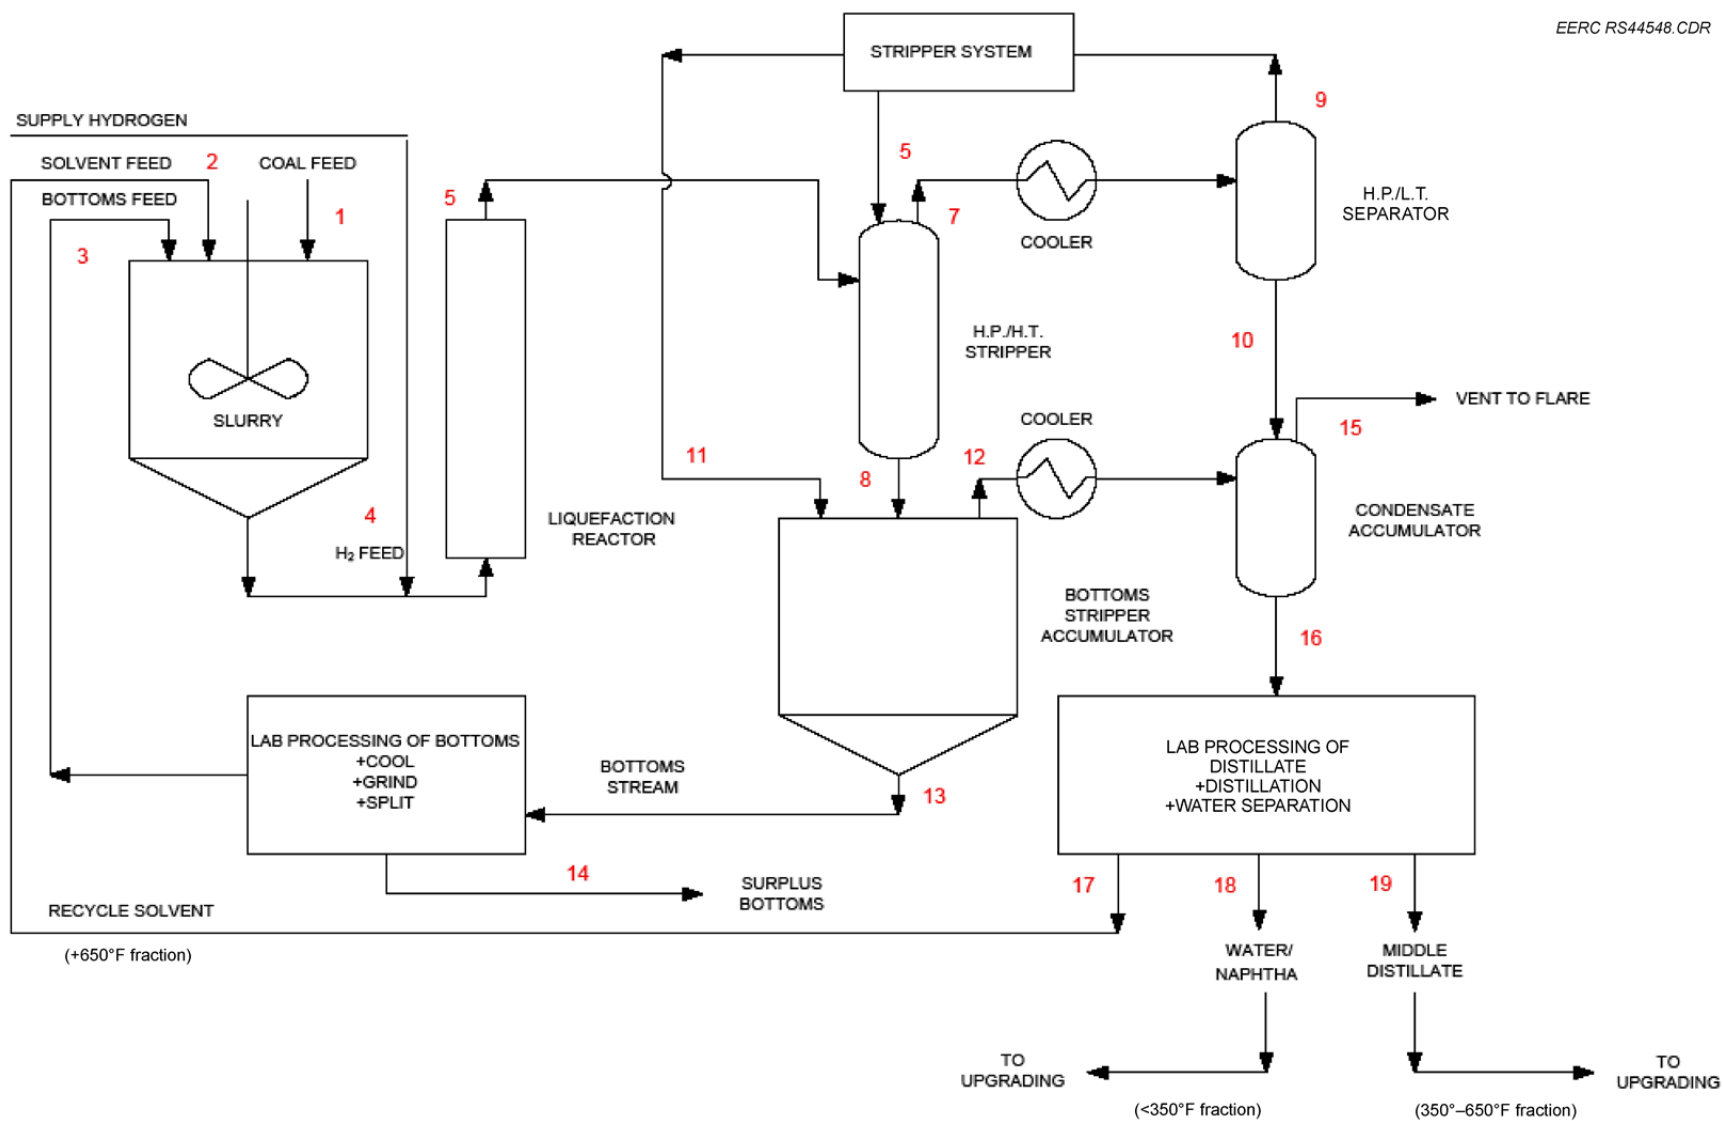 EERC RS44548.CDR
STRIPPER SYSTEM
9
SUPPLY HYDROGEN
SOLVENT FEED
2
COAL FEED
BOTTOMS FEED
1
3
5
5
7
COOLER
H.P./L.T.
SEPARATOR
H.P./H.T.
STRIPPER
10
SLURRY
COOLER
VENT TO FLARE
15
11
12
8
4
H₂ FEED
LIQUEFACTION
REACTOR
CONDENSATE
ACCUMULATOR
BOTTOMS
STRIPPER
ACCUMULATOR
16
LAB PROCESSING OF BOTTOMS
+COOL
+GRIND
+SPLIT
BOTTOMS
STREAM
13
LAB PROCESSING OF
DISTILLATE
+DISTILLATION
+WATER SEPARATION
14
SURPLUS
BOTTOMS
17
18
19
RECYCLE SOLVENT
(+650°F fraction)
WATER/
NAPHTHA
MIDDLE
DISTILLATE
TO
UPGRADING
(<350°F fraction)
TO
UPGRADING
(350°–650°F fraction)